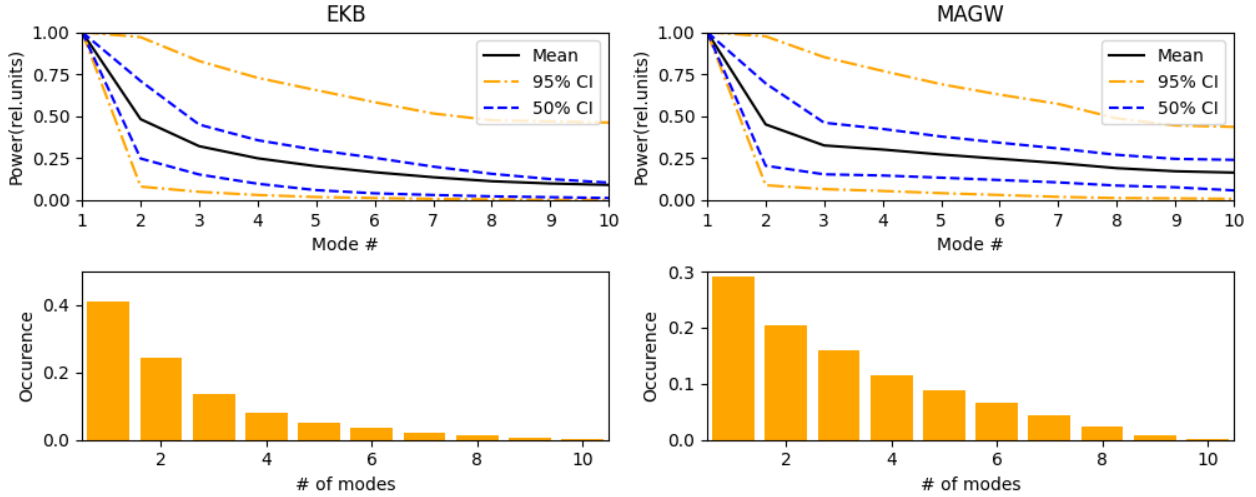 EKB
1.00
0.75
0.50
0.25
0.00
Power(rel.units)
Mean
95% CI
50% CI
1 2 3 4 5 6 7 8 9 10
Mode #
MAGW
1.00
0.75
0.50
0.25
0.00
Power(rel.units)
Mean
95% CI
50% CI
1 2 3 4 5 6 7 8 9 10
Mode #
0.4
0.2
0.0
Occurence
2 4 6 8 10
# of modes
0.3
0.2
0.1
0.0
Occurence
2 4 6 8 10
# of modes